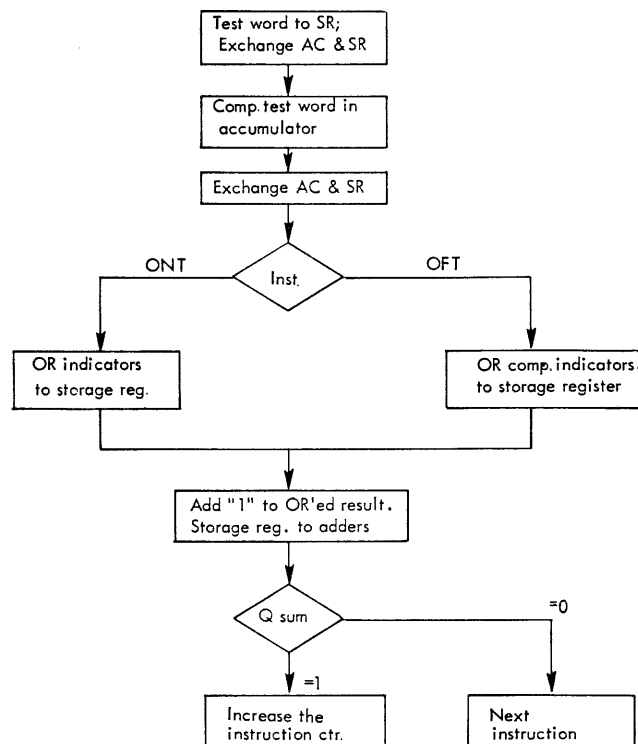 Test word to SR;
Exchange AC & SR
Comp. test word in
accumulator
Exchange AC & SR
ONT
Inst.
OFT
OR indicators
to storage reg.
OR comp. indicators.
to storage register
Add "1" to OR'ed result.
Storage reg. to adders
Q sum
=0
=1
Increase the
instruction ctr.
Next
instruction